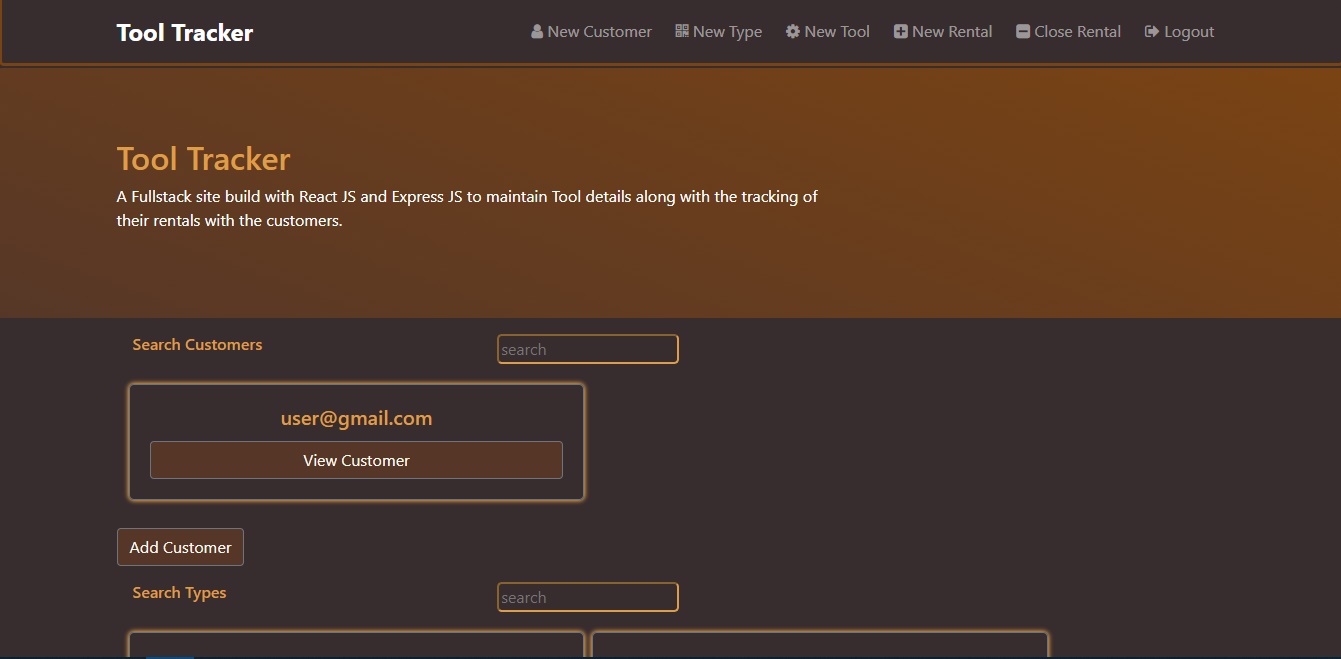 Tool Tracker
New Customer
New Type
New Tool
New Rental
Close Rental
Logout
Tool Tracker
A Fullstack site build with React JS and Express JS to maintain Tool details along with the tracking of
their rentals with the customers.
Search Customers
search
user@gmail.com
View Customer
Add Customer
Search Types
search